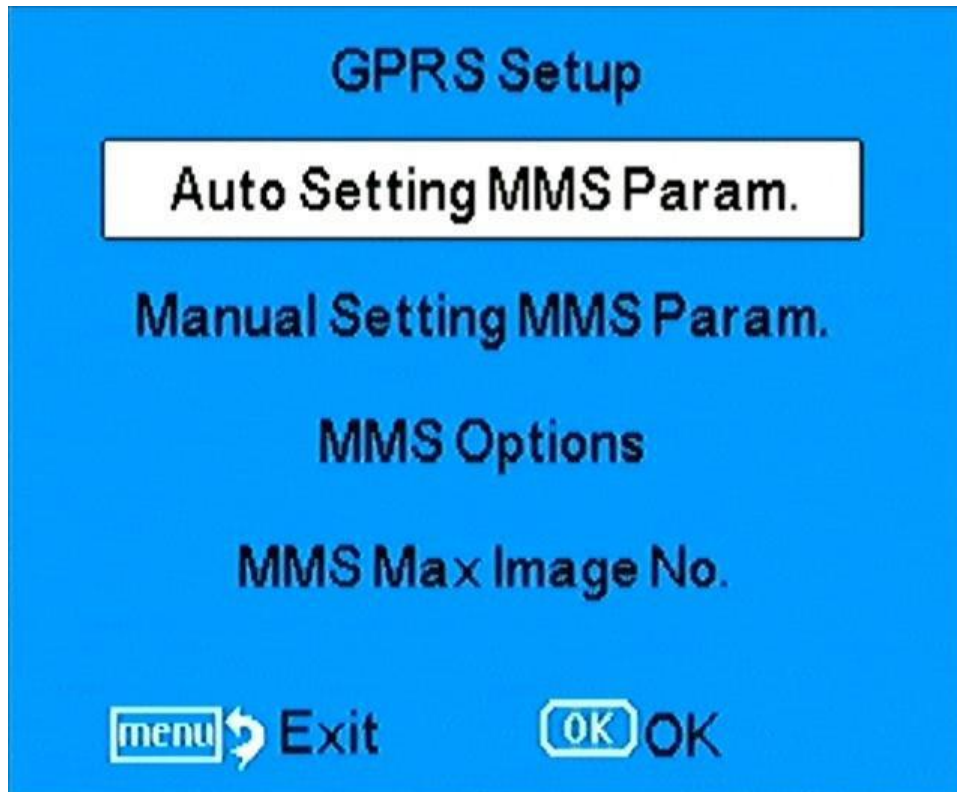 GPRS Setup
Auto Setting MMS Param.
Manual Setting MMS Param.
MMS Options
MMS Max Image No.
menu Exit OK OK